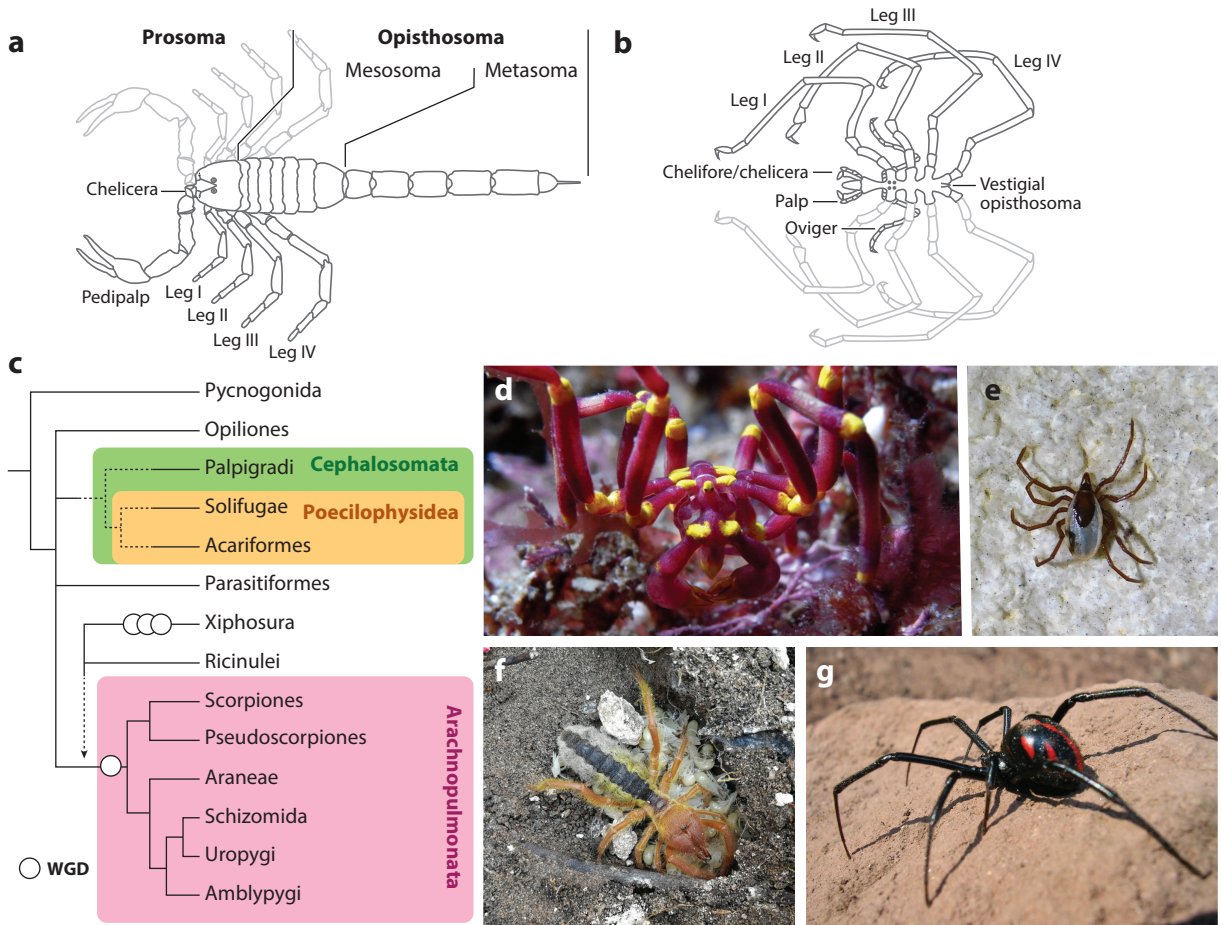 a
Prosoma
Opisthosoma
Mesosoma
Metasoma
Chelicera
Pedipalp
Leg I
Leg II
Leg III
Leg IV
b
Leg III
Leg II
Leg IV
Leg I
Chelifore/chelicera
Palp
Oviger
Vestigial
opisthosoma
c
Pycnogonida
Opiliones
Palpigradi
Cephalosomata
Solifugae
Poecilophysidea
Acariformes
Parasitiformes
Xiphosura
Ricinulei
Scorpiones
Pseudoscorpiones
Araneae
Schizomida
Uropygi
Amblypygi
Arachnopulmonata
WGD
d
e
f
g